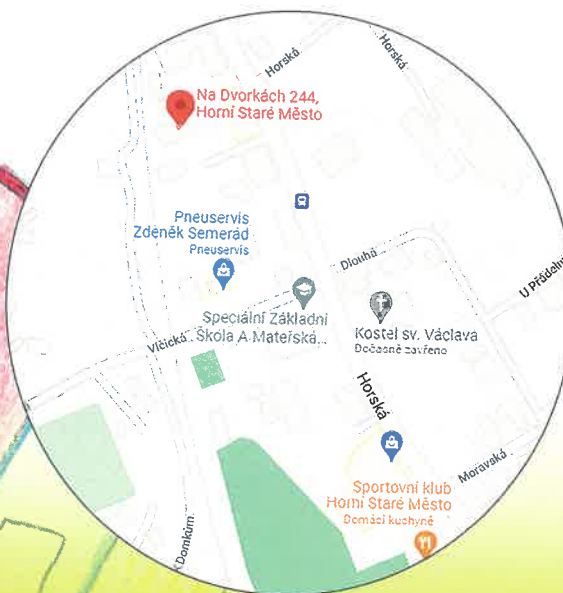 Horská
Horská
Na Dvorkách 244,
Horní Staré Město
Pneuservis
Zdeněk Semerád
Pneuservis
Dlouhá
U Přádelny
Speciální Základní
Škola A Mateřská...
Kostel sv. Václava
Dočasně zavřeno
Vlčická
Horská
Moravská
Sportovní klub
Horní Staré Město
Domácí kuchyně
K Domkům